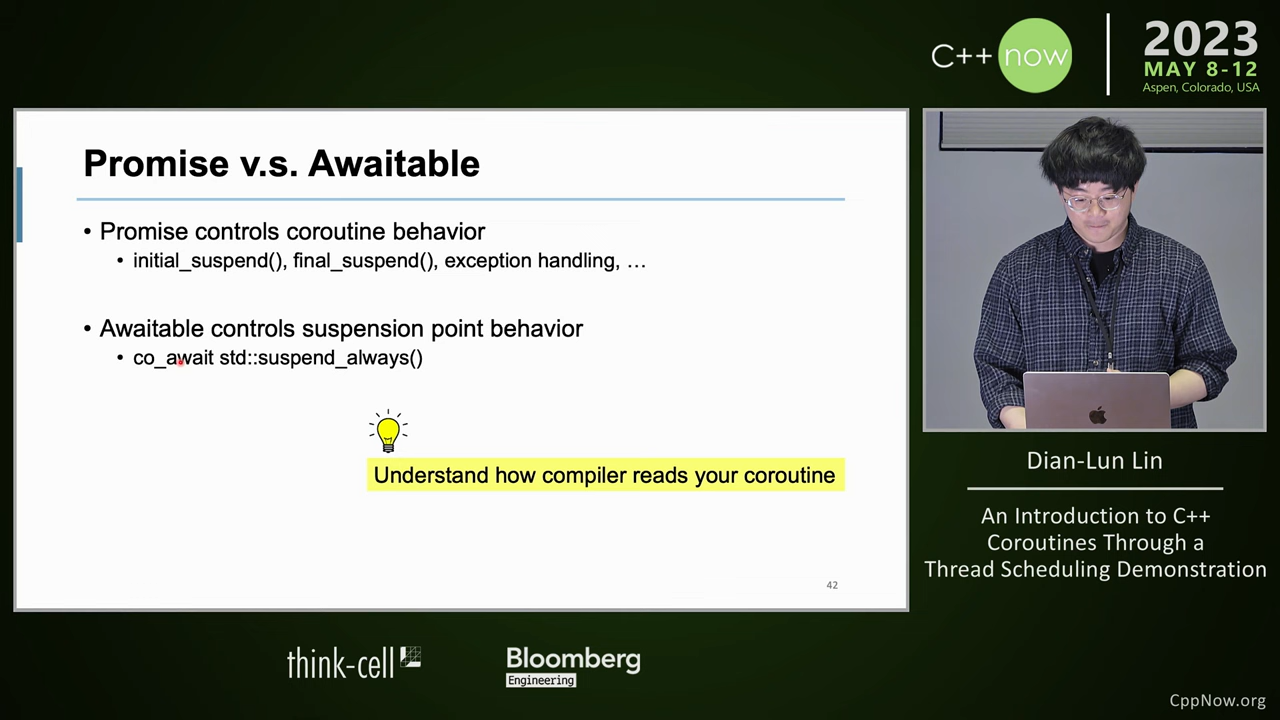 C++ now
2023
MAY 8-12
Aspen, Colorado, USA
Promise v.s. Awaitable
• Promise controls coroutine behavior
• initial_suspend(), final_suspend(), exception handling, …
• Awaitable controls suspension point behavior
• co_await std::suspend_always()
Understand how compiler reads your coroutine
42
Dian-Lun Lin
An Introduction to C++
Coroutines Through a
Thread Scheduling Demonstration
think-cell
Bloomberg
Engineering
CppNow.org